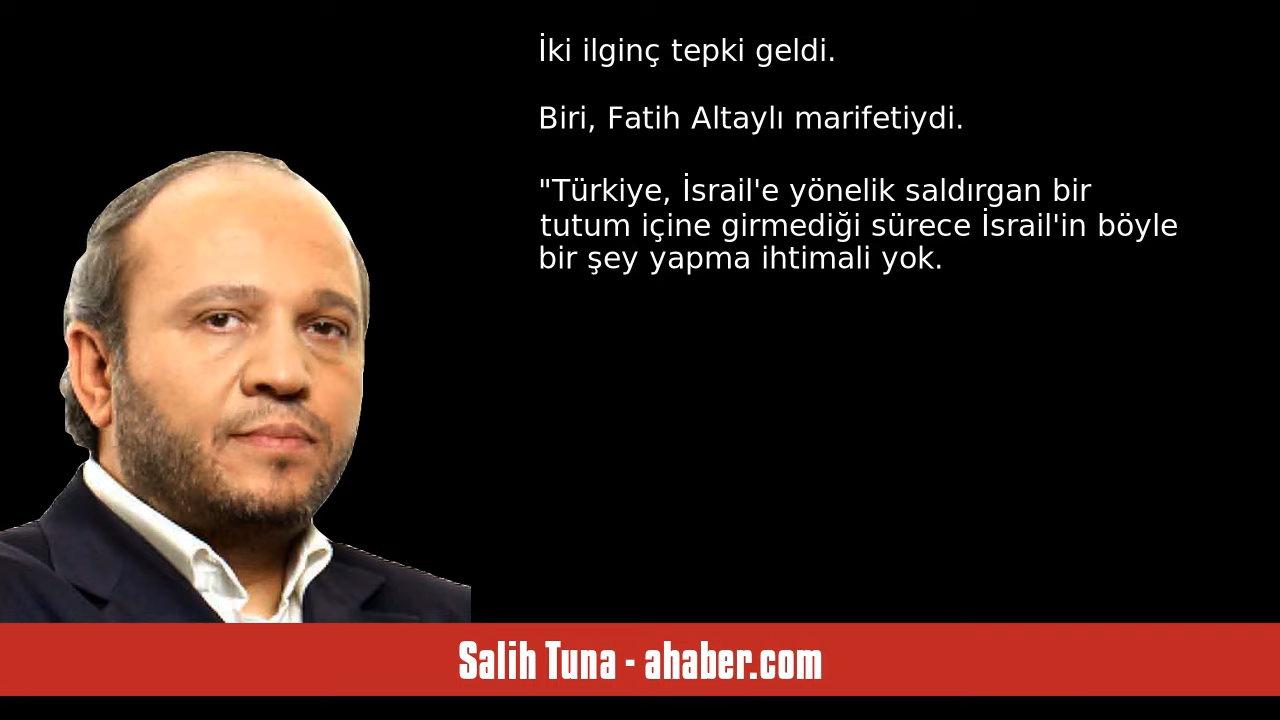 İki ilginç tepki geldi.
Biri, Fatih Altaylı marifetiydi.
"Türkiye, İsrail'e yönelik saldırgan bir
tutum içine girmediği sürece İsrail'in böyle
bir şey yapma ihtimali yok.
Salih Tuna - ahaber.com